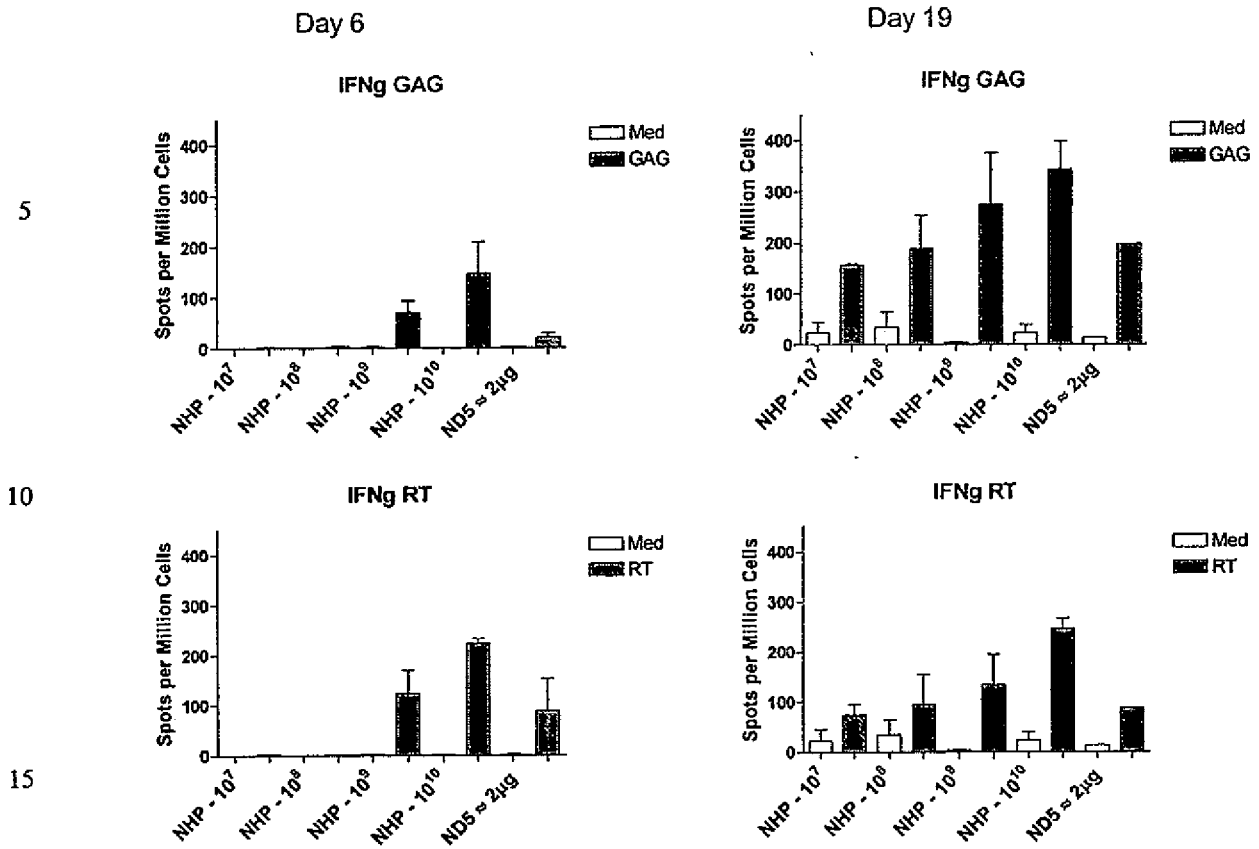 Day 6
IFNg GAG
Spots per Million Cells
400
300
200
100
0
Med
GAG
NHP - 10⁷
NHP - 10⁸
NHP - 10⁹
NHP - 10¹⁰
ND5 ≈ 2µg
Day 19
IFNg GAG
Spots per Million Cells
400
300
200
100
0
Med
GAG
NHP - 10⁷
NHP - 10⁸
NHP - 10⁹
NHP - 10¹⁰
ND5 ≈ 2µg
5
10
IFNg RT
Spots per Million Cells
400
300
200
100
0
Med
RT
NHP - 10⁷
NHP - 10⁸
NHP - 10⁹
NHP - 10¹⁰
ND5 ≈ 2µg
IFNg RT
Spots per Million Cells
400
300
200
100
0
Med
RT
NHP - 10⁷
NHP - 10⁸
NHP - 10⁹
NHP - 10¹⁰
ND5 ≈ 2µg
15